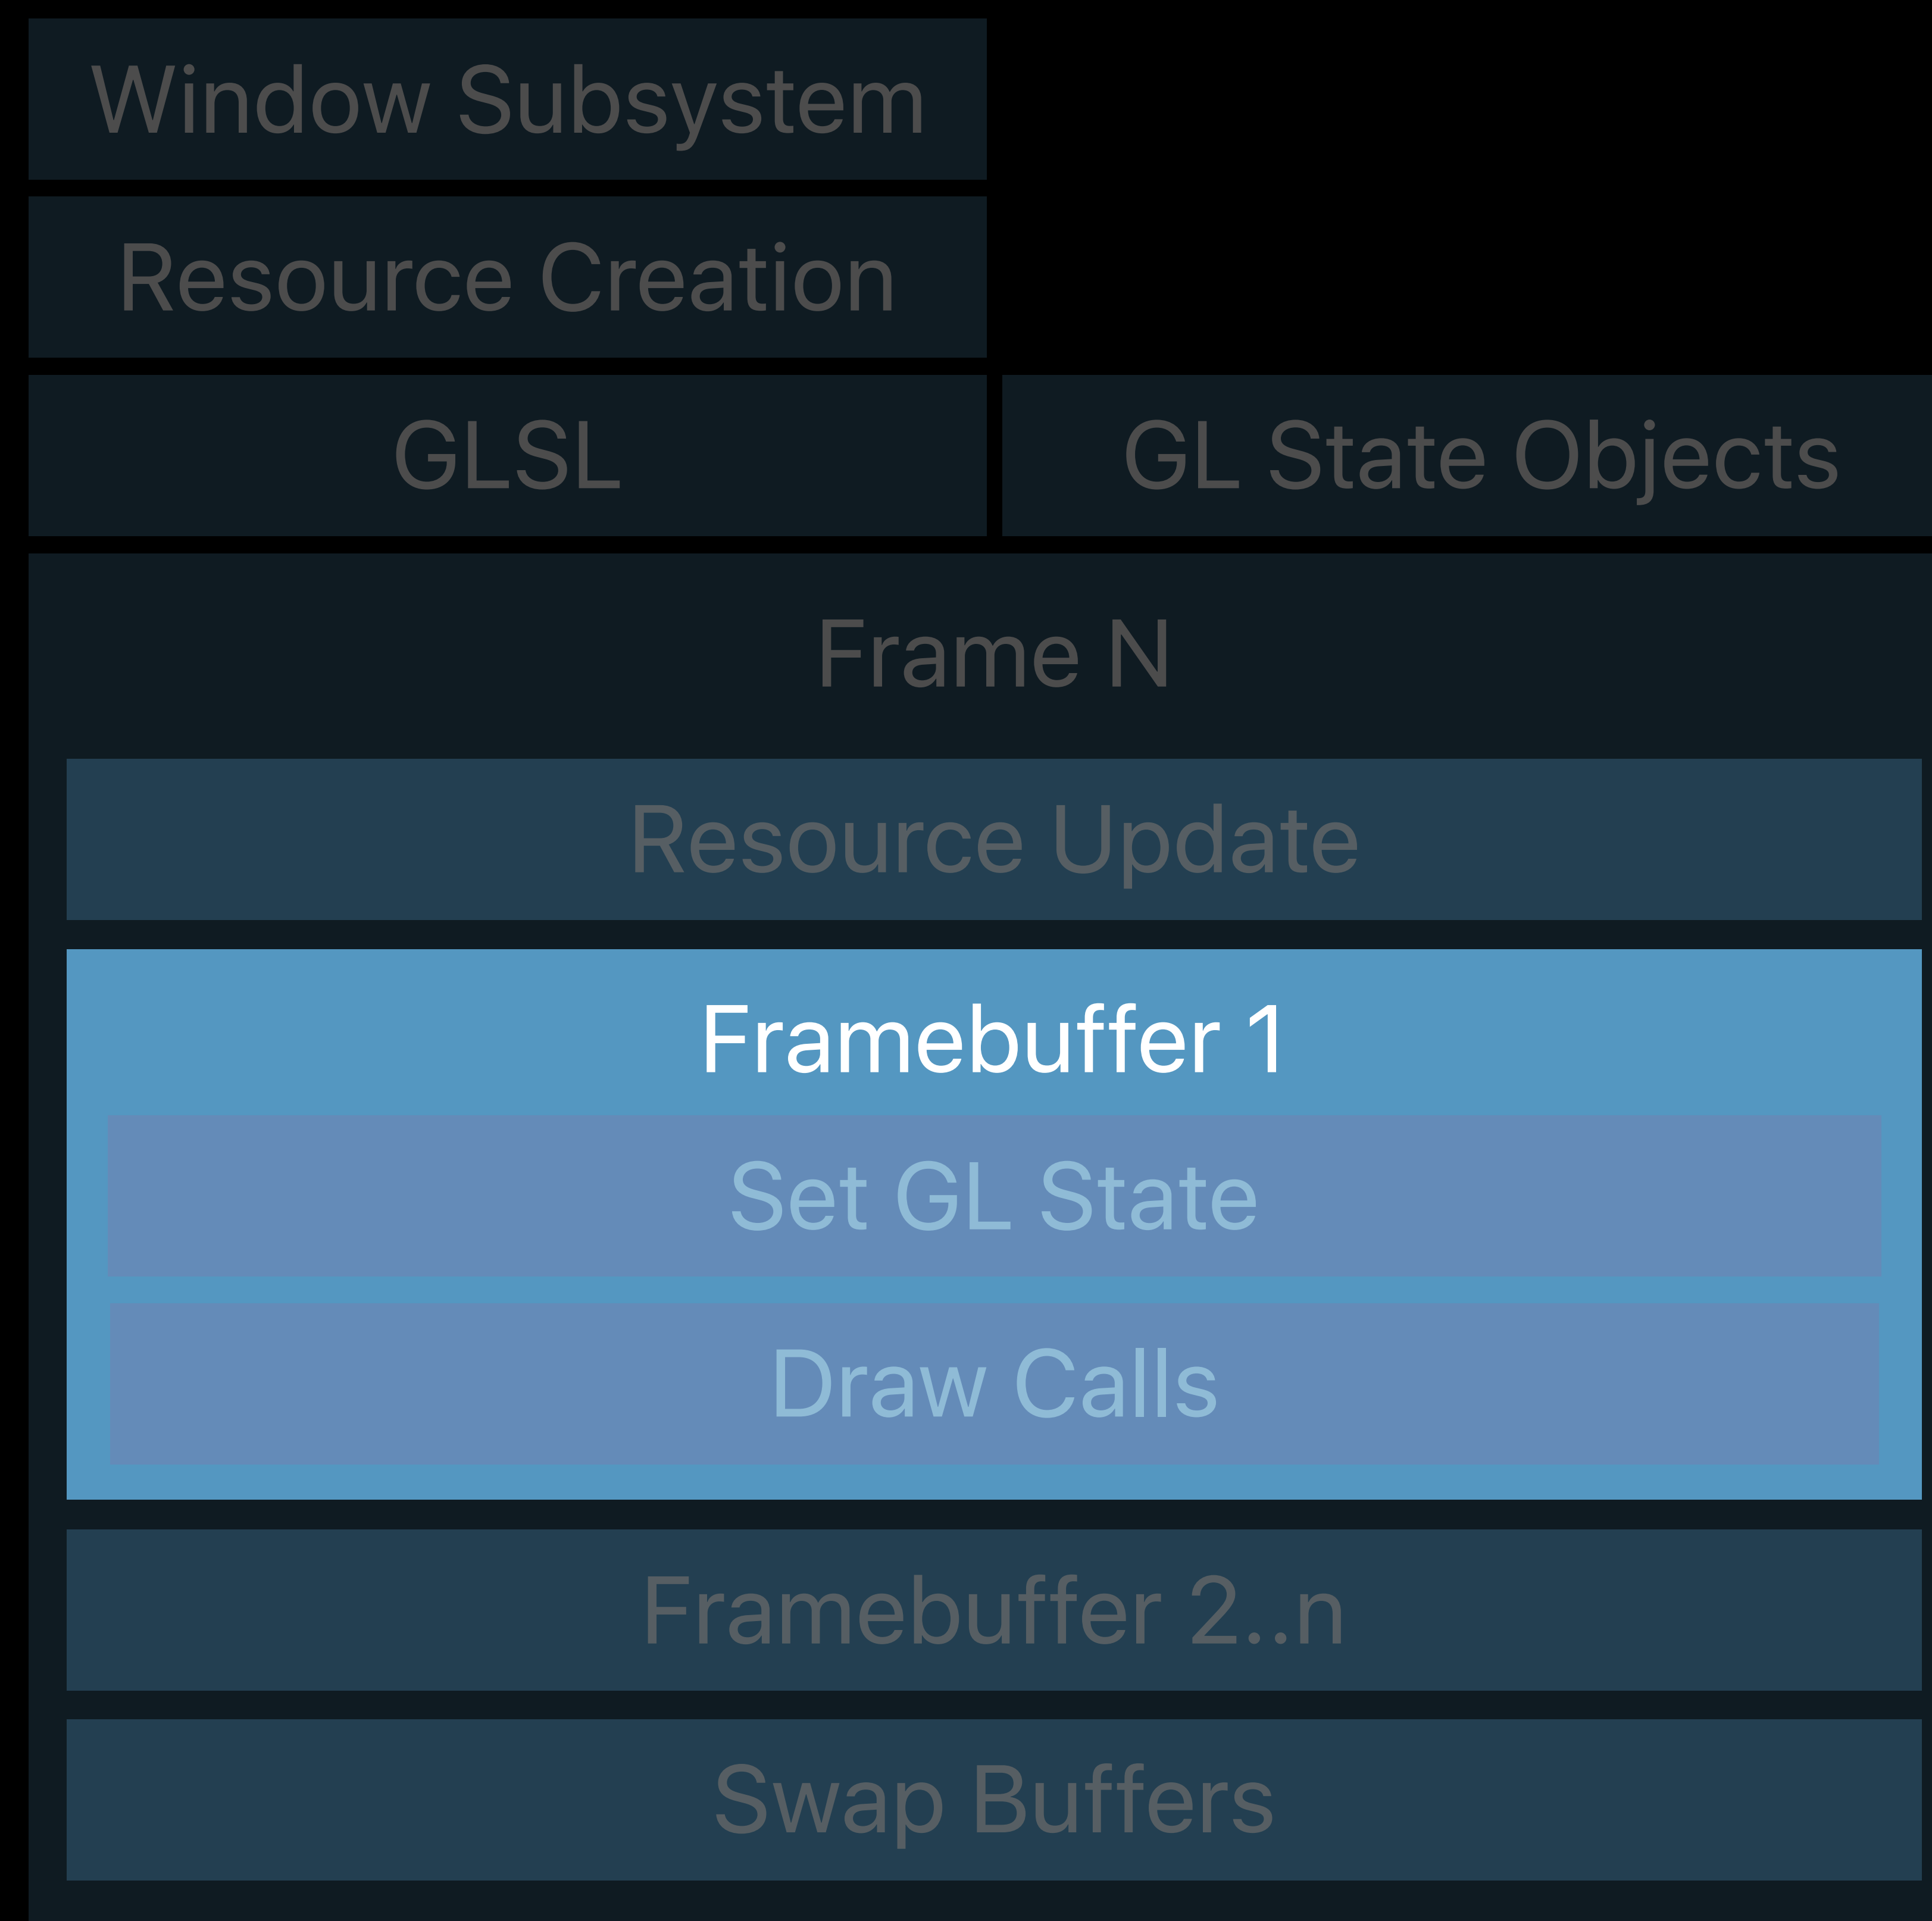 Window Subsystem
Resource Creation
GLSL
GL State Objects
Frame N
Resource Update
Framebuffer 1
Set GL State
Draw Calls
Framebuffer 2..n
Swap Buffers